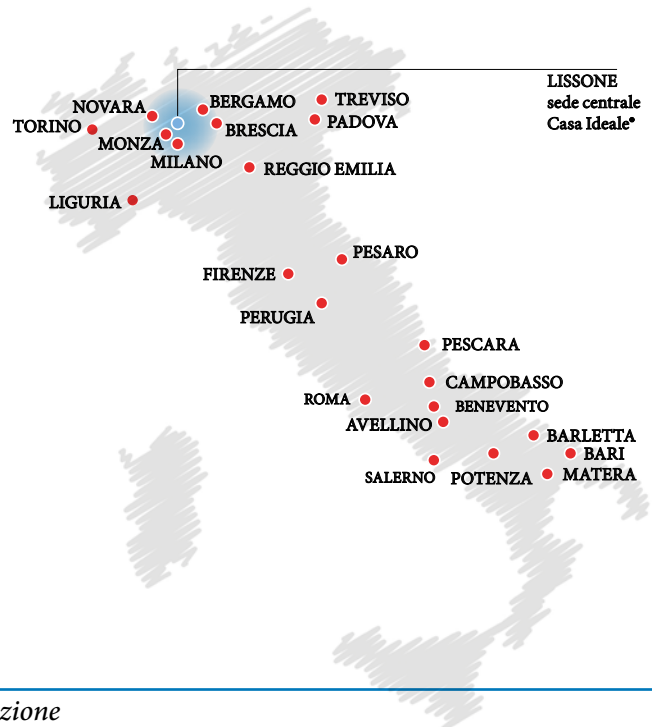 LISSONE
sede centrale
Casa Ideale®
BERGAMO
TREVISO
NOVARA
PADOVA
TORINO
BRESCIA
MONZA
MILANO
REGGIO EMILIA
LIGURIA
PESARO
FIRENZE
PERUGIA
PESCARA
CAMPOBASSO
ROMA
BENEVENTO
AVELLINO
BARLETTA
BARI
SALERNO
POTENZA
MATERA
zione